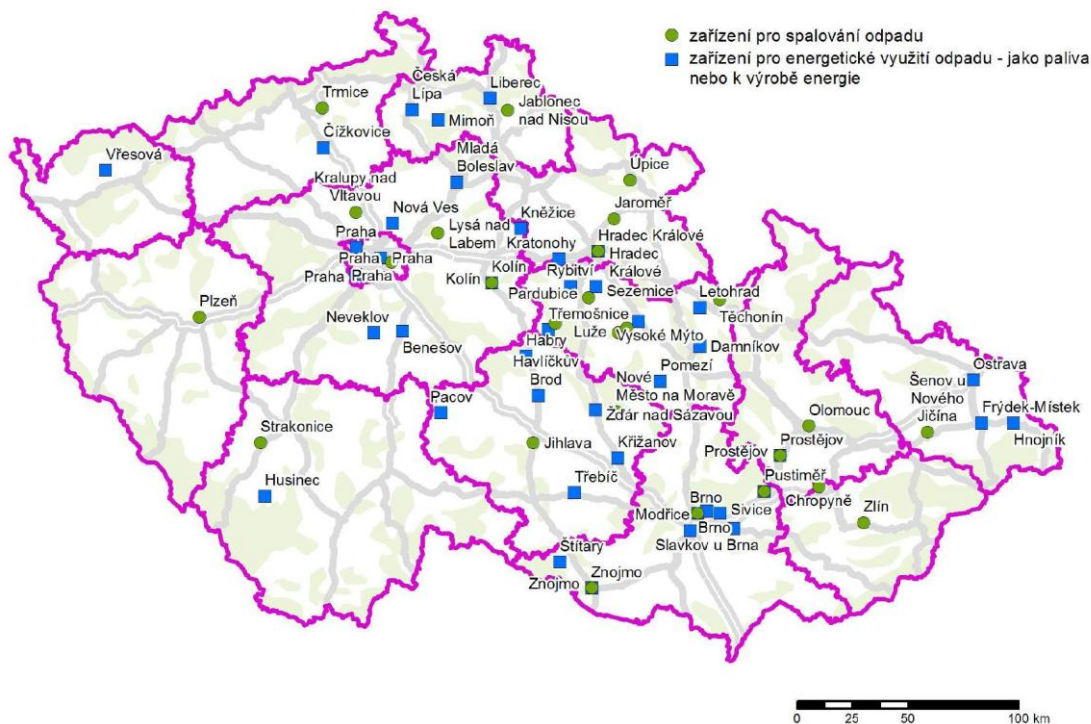 zařízení pro spalování odpadu
zařízení pro energetické využití odpadu - jako paliva
nebo k výrobě energie
Česká
Lípa
Liberec
Trmice
Jablonec
nad Nisou
Mimoň
Čížkovice
Mladá
Boleslav
Vřesová
Úpice
Kralupy nad
Vltavou
Jaroměř
Nová Ves
Kněžice
Lysá nad
Labem
Praha
Hradec Králové
Kratonohy
Hradec
Králové
Praha
Praha
Kolín
Rybitví
Praha
Praha
Kolín
Sezemice
Pardubice
Letohrad
Plzeň
Těchonín
Třemošnice
Neveklov
Luže
Vysoké Mýto
Benešov
Habry
Damníkov
Havlíčkův
Brod
Pomezí
Ostrava
Nové
Město na Moravě
Šenov u
Nového
Jičína
Pacov
Frýdek-Místek
Žďár nad Sázavou
Olomouc
Hnojník
Strakonice
Jihlava
Křižanov
Prostějov
Prostějov
Husinec
Třebíč
Pustiměř
Chropyně
Brno
Sivice
Zlín
Modřice
Brno
Slavkov u Brna
Štítary
Znojmo
Znojmo
0 25 50 100 km